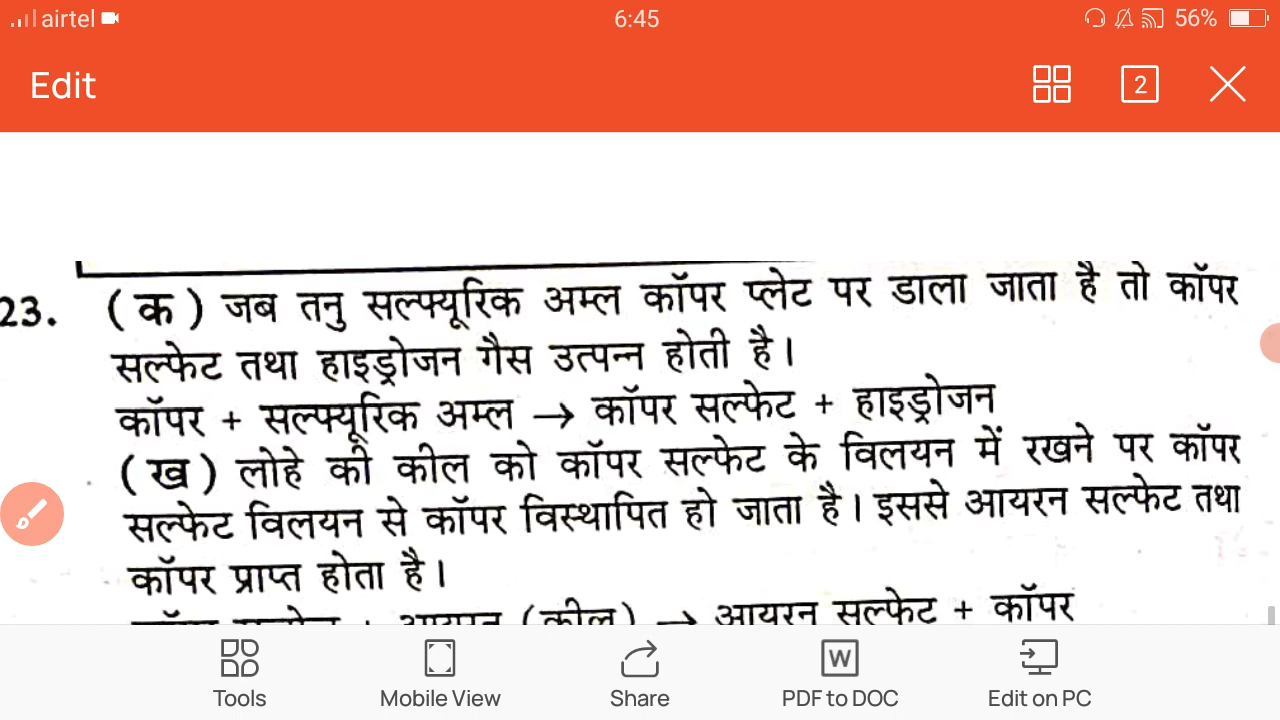 airtel 6:45 56%
Edit 2
23. (क) जब तनु सल्फ्यूरिक अम्ल कॉपर प्लेट पर डाला जाता है तो कॉपर
सल्फेट तथा हाइड्रोजन गैस उत्पन्न होती है।
कॉपर + सल्फ्यूरिक अम्ल → कॉपर सल्फेट + हाइड्रोजन
(ख) लोहे की कील को कॉपर सल्फेट के विलयन में रखने पर कॉपर
सल्फेट विलयन से कॉपर विस्थापित हो जाता है। इससे आयरन सल्फेट तथा
कॉपर प्राप्त होता है।
(कील) → आयरन सल्फेट + कॉपर
Tools Mobile View Share PDF to DOC Edit on PC